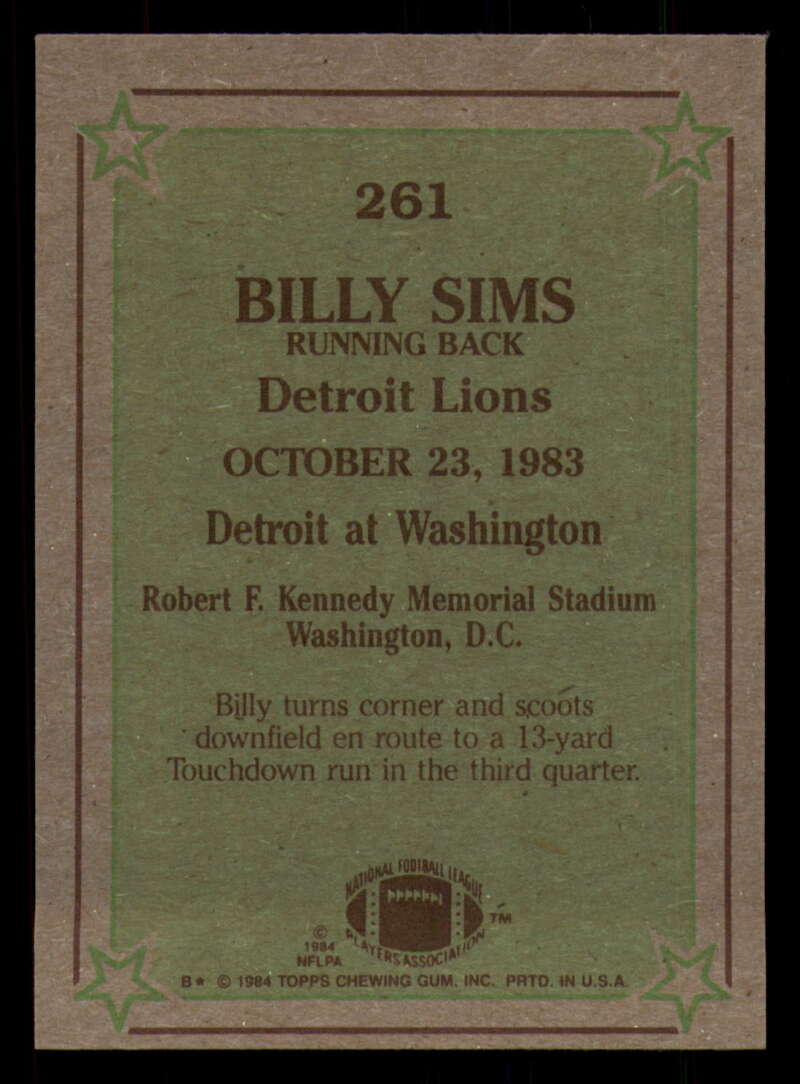 261
BILLY SIMS
RUNNING BACK
Detroit Lions
OCTOBER 23, 1983
Detroit at Washington
Robert F. Kennedy Memorial Stadium
Washington, D.C.
Billy turns corner and scoots
downfield en route to a 13-yard
Touchdown run in the third quarter.
NATIONAL FOOTBALL LEAGUE
PLAYERS ASSOCIATION
TM
©
1984
NFLPA
B★ © 1984 TOPPS CHEWING GUM, INC. PRTD. IN U.S.A.